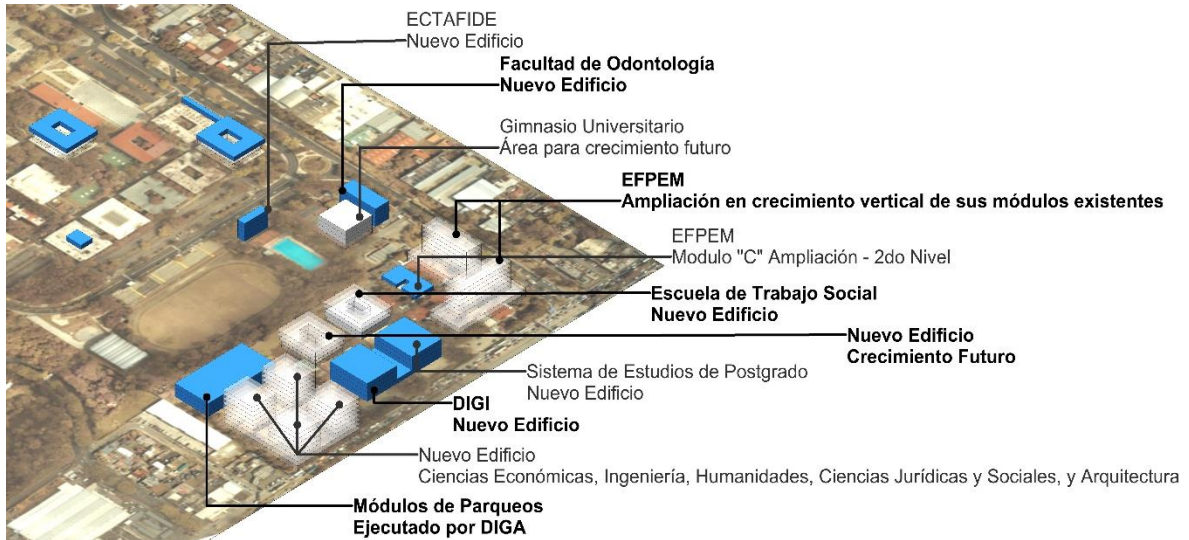 ECTAFIDE
Nuevo Edificio
Facultad de Odontología
Nuevo Edificio
Gimnasio Universitario
Área para crecimiento futuro
EFPEM
Ampliación en crecimiento vertical de sus módulos existentes
EFPEM
Modulo "C" Ampliación - 2do Nivel
Escuela de Trabajo Social
Nuevo Edificio
Nuevo Edificio
Crecimiento Futuro
Sistema de Estudios de Postgrado
Nuevo Edificio
DIGI
Nuevo Edificio
Nuevo Edificio
Ciencias Económicas, Ingeniería, Humanidades, Ciencias Jurídicas y Sociales, y Arquitectura
Módulos de Parqueos
Ejecutado por DIGA